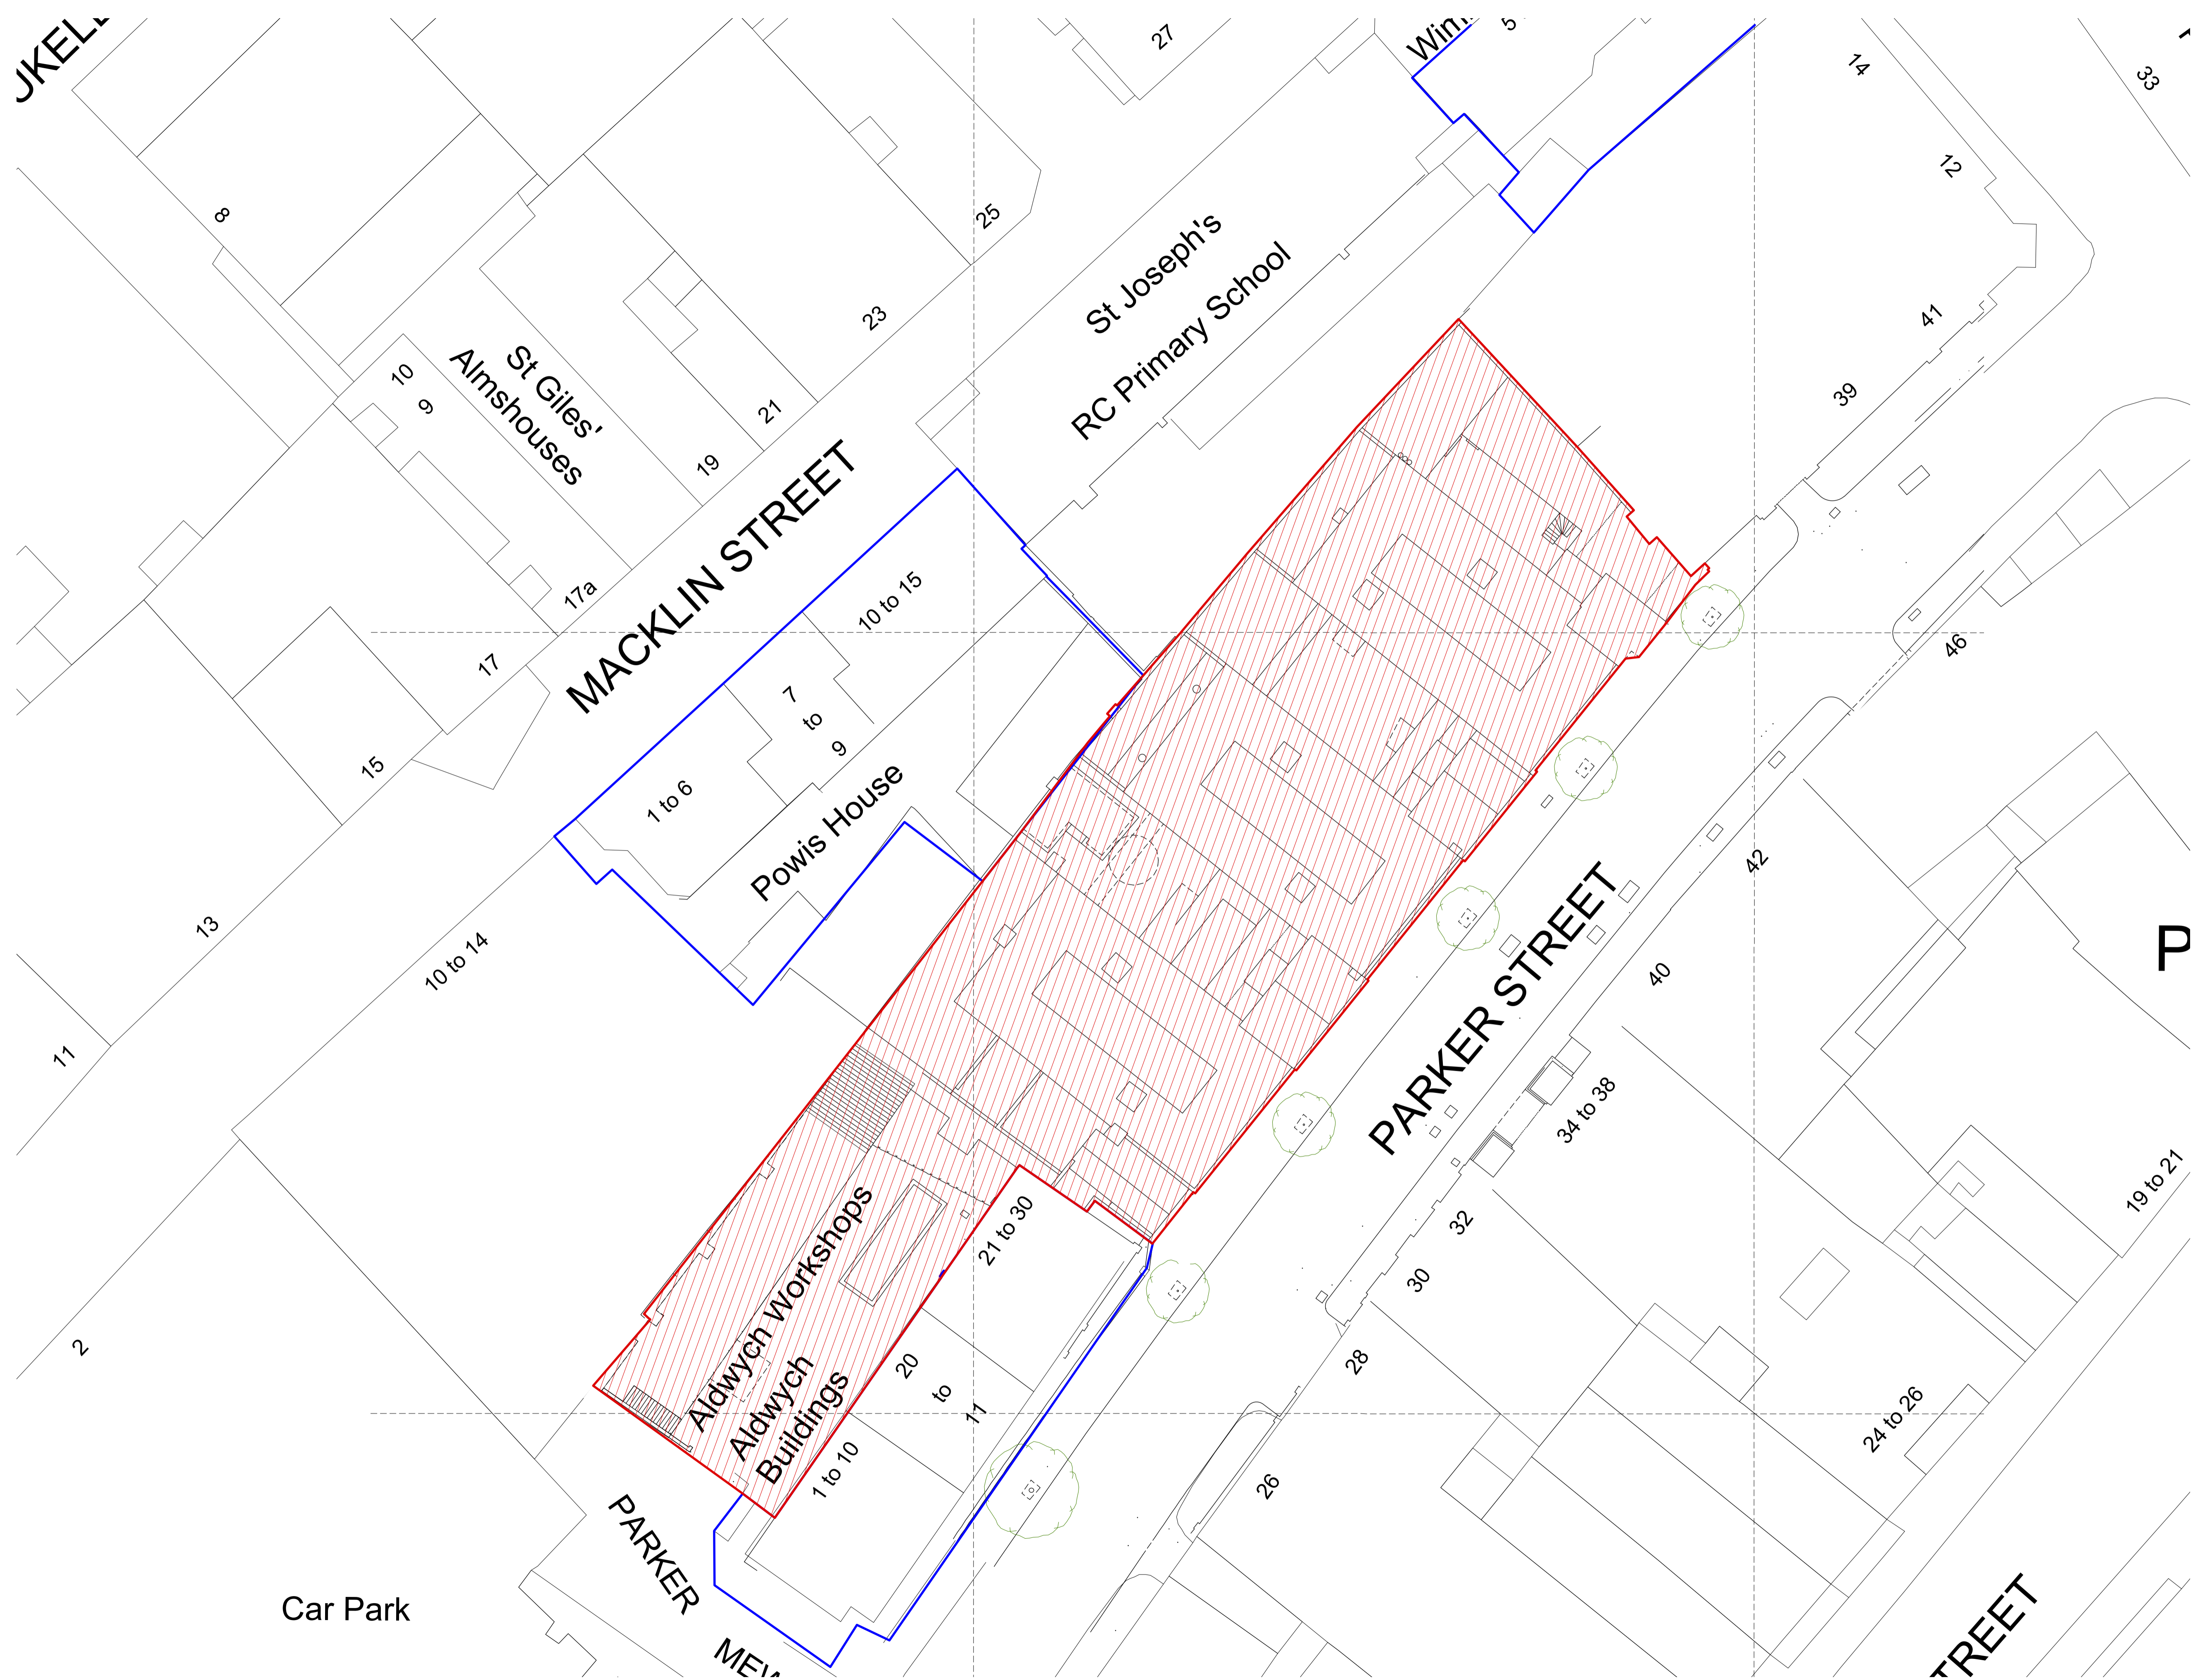 27
5
14
33
12
8
25
St Joseph's
RC Primary School
23
41
39
10
9
St Giles'
Almshouses
21
19
MACKLIN STREET
17a
10 to 15
17
46
7
to
9
15
1 to 6
Powis House
42
13
10 to 14
PARKER STREET
40
11
34 to 38
19 to 21
32
21 to 30
Aldwych Workshops
30
2
28
20
to
11
Aldwych
Buildings
24 to 26
1 to 10
26
PARKER
Car Park